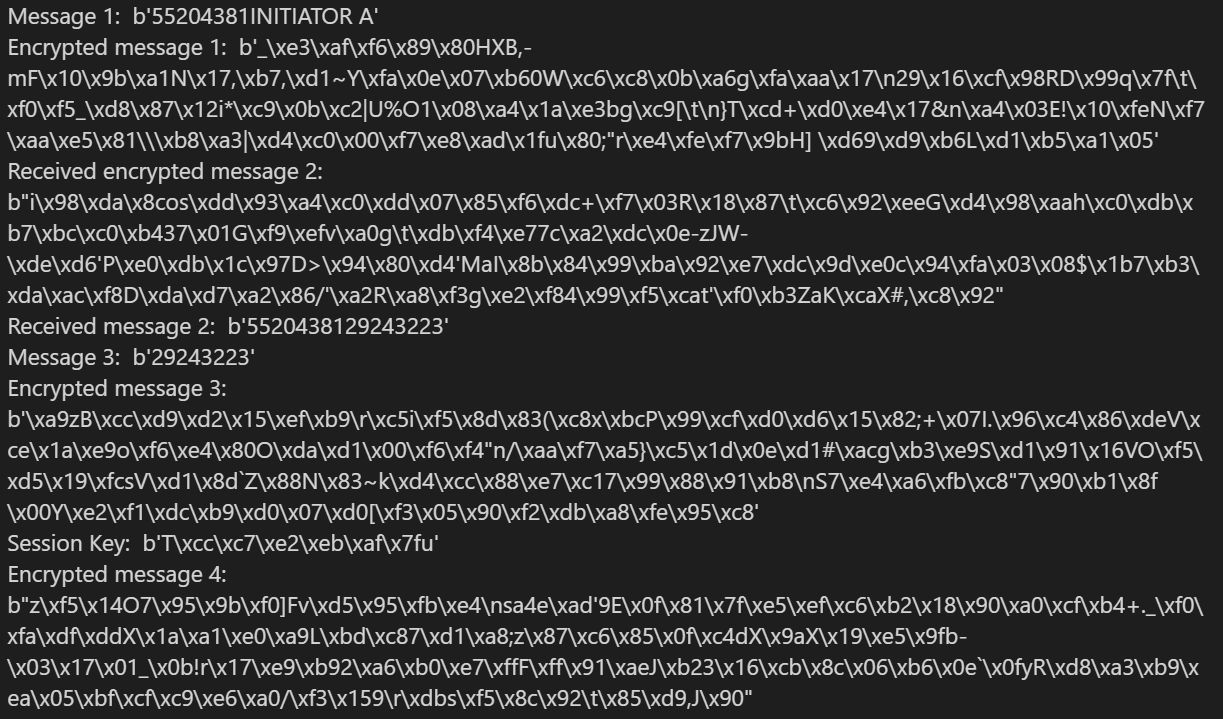 Message 1:  b'55204381INITIATOR A'
Encrypted message 1:  b'_\xe3\xaf\xf6\x89\x80HXB,-
mF\x10\x9b\xa1N\x17,\xb7,\xd1~Y\xfa\x0e\x07\xb60W\xc6\xc8\x0b\xa6g\xfa\xaa\x17\n29\x16\xcf\x98RD\x99q\x7f\t\
xf0\xf5_\xd8\x87\x12i*\xc9\x0b\xc2|U%O1\x08\xa4\x1a\xe3bg\xc9[\t\n}T\xcd+\xd0\xe4\x17&n\xa4\x03E!\x10\xfeN\xf7
\xaa\xe5\x81\\\xb8\xa3|\xd4\xc0\x00\xf7\xe8\xad\x1fu\x80;"r\xe4\xfe\xf7\x9bH] \xd69\xd9\xb6L\xd1\xb5\xa1\x05'
Received encrypted message 2:
b"i\x98\xda\x8cos\xdd\x93\xa4\xc0\xdd\x07\x85\xf6\xdc+\xf7\x03R\x18\x87\t\xc6\x92\xeeG\xd4\x98\xaah\xc0\xdb\x
b7\xbc\xc0\xb437\x01G\xf9\xefv\xa0g\t\xdb\xf4\xe77c\xa2\xdc\x0e-zJW-
\xde\xd6'P\xe0\xdb\x1c\x97D>\x94\x80\xd4'MaI\x8b\x84\x99\xba\x92\xe7\xdc\x9d\xe0c\x94\xfa\x03\x08$\x1b7\xb3\
xda\xac\xf8D\xda\xd7\xa2\x86/'\xa2R\xa8\xf3g\xe2\xf84\x99\xf5\xcat'\xf0\xb3ZaK\xcaX#,\xc8\x92"
Received message 2:  b'5520438129243223'
Message 3:  b'29243223'
Encrypted message 3:
b'\xa9zB\xcc\xd9\xd2\x15\xef\xb9\r\xc5i\xf5\x8d\x83(\xc8x\xbcP\x99\xcf\xd0\xd6\x15\x82;+\x07I.\x96\xc4\x86\xdeV\x
ce\x1a\xe9o\xf6\xe4\x80O\xda\xd1\x00\xf6\xf4"n/\xaa\xf7\xa5}\xc5\x1d\x0e\xd1#\xacg\xb3\xe9S\xd1\x91\x16VO\xf5\
xd5\x19\xfcsV\xd1\x8d`Z\x88N\x83~k\xd4\xcc\x88\xe7\xc17\x99\x88\x91\xb8\nS7\xe4\xa6\xfb\xc8"7\x90\xb1\x8f
\x00Y\xe2\xf1\xdc\xb9\xd0\x07\xd0[\xf3\x05\x90\xf2\xdb\xa8\xfe\x95\xc8'
Session Key:  b'T\xcc\xc7\xe2\xeb\xaf\x7fu'
Encrypted message 4:
b"z\xf5\x14O7\x95\x9b\xf0]Fv\xd5\x95\xfb\xe4\nsa4e\xad'9E\x0f\x81\x7f\xe5\xef\xc6\xb2\x18\x90\xa0\xcf\xb4+._\xf0\
xfa\xdf\xddX\x1a\xa1\xe0\xa9L\xbd\xc87\xd1\xa8;z\x87\xc6\x85\x0f\xc4dX\x9aX\x19\xe5\x9fb-
\x03\x17\x01_\x0b!r\x17\xe9\xb92\xa6\xb0\xe7\xffF\xff\x91\xaeJ\xb23\x16\xcb\x8c\x06\xb6\x0e`\x0fyR\xd8\xa3\xb9\x
ea\x05\xbf\xcf\xc9\xe6\xa0/\xf3\x159\r\xdbs\xf5\x8c\x92\t\x85\xd9,J\x90"